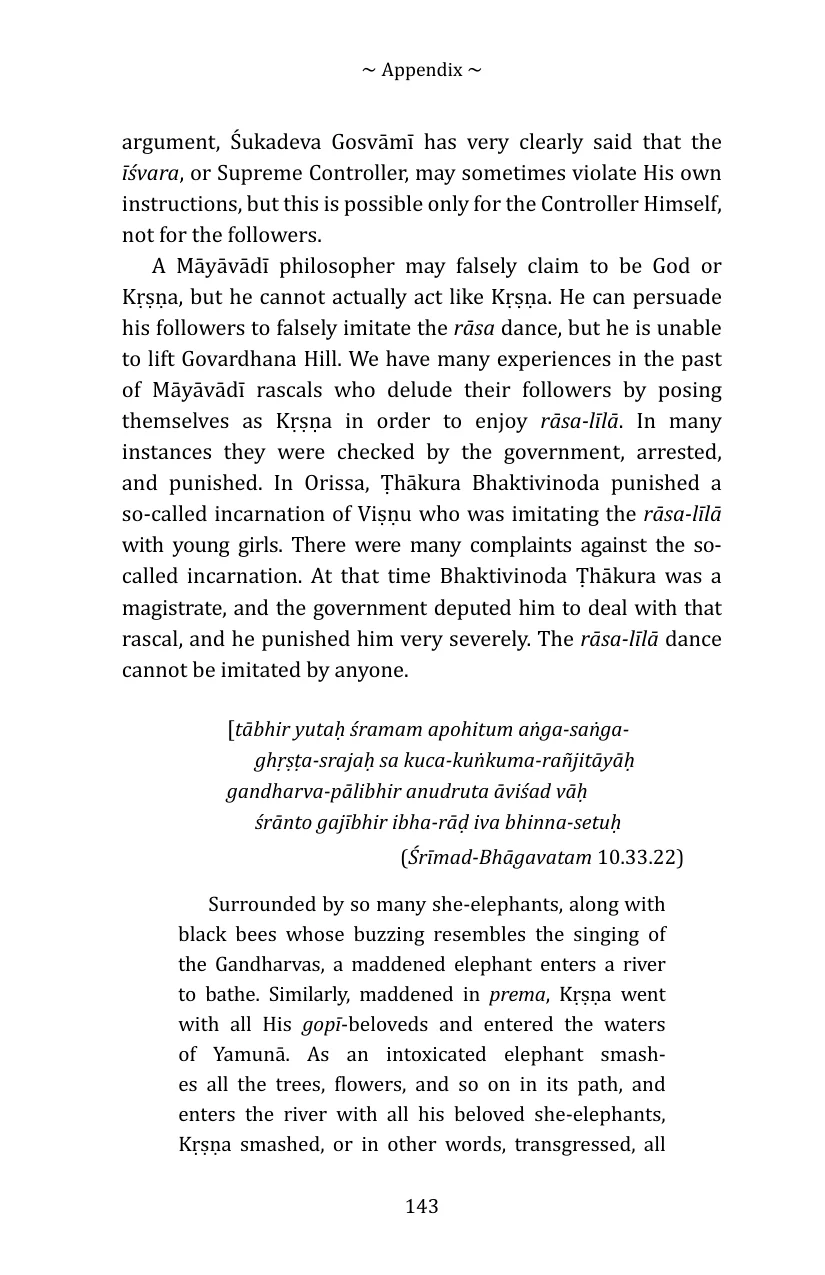 ~ Appendix ~
argument, Śukadeva Gosvāmī has very clearly said that the
īśvara, or Supreme Controller, may sometimes violate His own
instructions, but this is possible only for the Controller Himself,
not for the followers.
A Māyāvādī philosopher may falsely claim to be God or
Kṛṣṇa, but he cannot actually act like Kṛṣṇa. He can persuade
his followers to falsely imitate the rāsa dance, but he is unable
to lift Govardhana Hill. We have many experiences in the past
of Māyāvādī rascals who delude their followers by posing
themselves as Kṛṣṇa in order to enjoy rāsa-līlā. In many
instances they were checked by the government, arrested,
and punished. In Orissa, Ṭhākura Bhaktivinoda punished a
so-called incarnation of Viṣṇu who was imitating the rāsa-līlā
with young girls. There were many complaints against the so-
called incarnation. At that time Bhaktivinoda Ṭhākura was a
magistrate, and the government deputed him to deal with that
rascal, and he punished him very severely. The rāsa-līlā dance
cannot be imitated by anyone.
[tābhir yutaḥ śramam apohitum aṅga-saṅga-
ghṛṣṭa-srajaḥ sa kuca-kuṅkuma-rañjitāyāḥ
gandharva-pālibhir anudruta āviśad vāḥ
śrānto gajībhir ibha-rāḍ iva bhinna-setuḥ
(Śrīmad-Bhāgavatam 10.33.22)
Surrounded by so many she-elephants, along with
black bees whose buzzing resembles the singing of
the Gandharvas, a maddened elephant enters a river
to bathe. Similarly, maddened in prema, Kṛṣṇa went
with all His gopī-beloveds and entered the waters
of Yamunā. As an intoxicated elephant smash-
es all the trees, flowers, and so on in its path, and
enters the river with all his beloved she-elephants,
Kṛṣṇa smashed, or in other words, transgressed, all
143